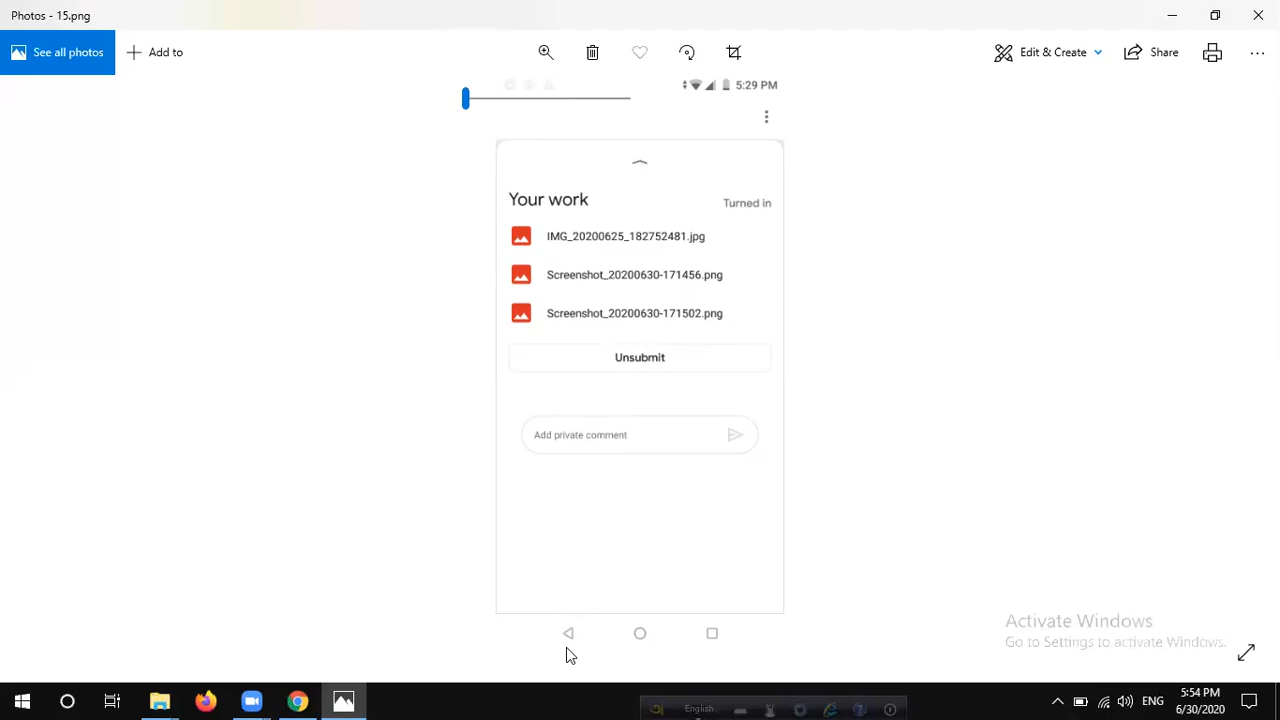 Photos - 15.png
See all photos
Add to
Edit & Create
Share
5:29 PM
Your work
Turned in
IMG_20200625_182752481.jpg
Screenshot_20200630-171456.png
Screenshot_20200630-171502.png
Unsubmit
Add private comment
Activate Windows
Go to Settings to activate Windows.
English
ENG
5:54 PM
6/30/2020